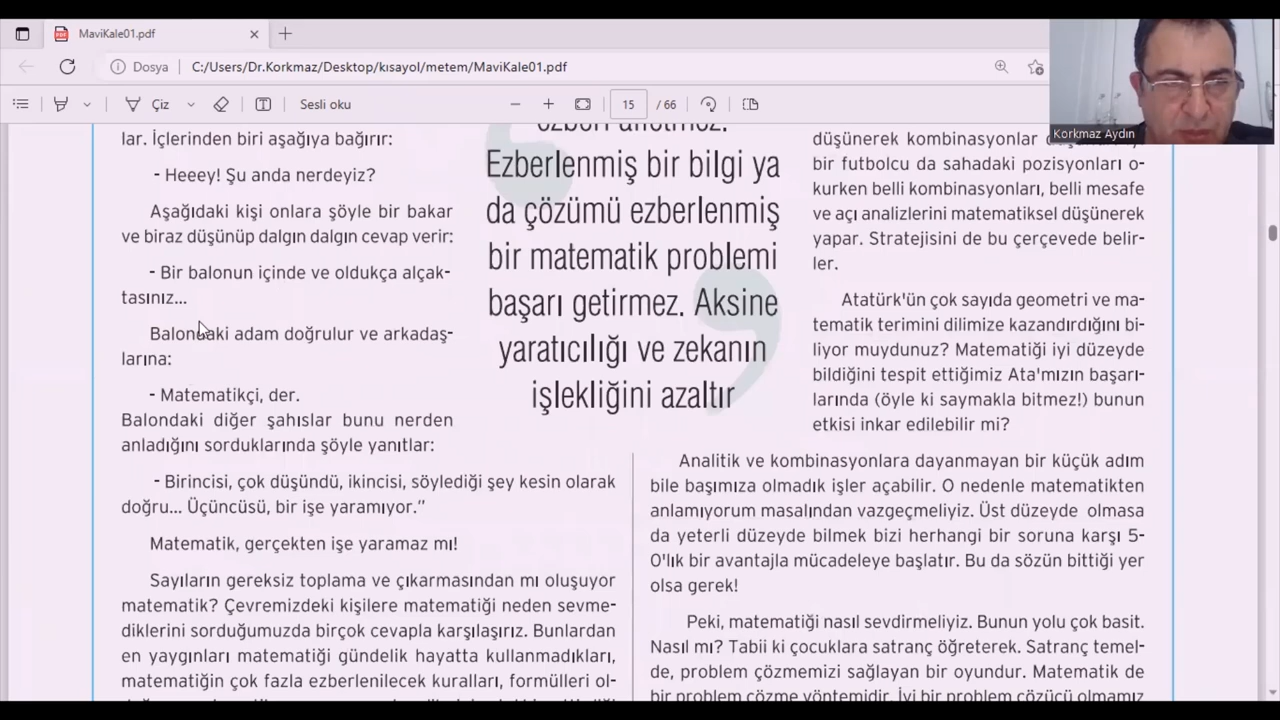 MaviKale01.pdf
Dosya
C:/Users/Dr.Korkmaz/Desktop/kısayol/metem/MaviKale01.pdf
Çiz
Sesli oku
15 / 66
Korkmaz Aydın
lar. İçlerinden biri aşağıya bağırır:
- Heeey! Şu anda nerdeyiz?
Aşağıdaki kişi onlara şöyle bir bakar
ve biraz düşünüp dalgın dalgın cevap verir:
- Bir balonun içinde ve oldukça alçak-
tasınız...
Balondaki adam doğrulur ve arkadaş-
larına:
- Matematikçi, der.
Balondaki diğer şahıslar bunu nerden
anladığını sorduklarında şöyle yanıtlar:
- Birincisi, çok düşündü, ikincisi, söylediği şey kesin olarak
doğru... Üçüncüsü, bir işe yaramıyor.”
Matematik, gerçekten işe yaramaz mı!
Sayıların gereksiz toplama ve çıkarmasından mı oluşuyor
matematik? Çevremizdeki kişilere matematiği neden sevme-
diklerini sorduğumuzda birçok cevapla karşılaşırız. Bunlardan
en yaygınları matematiği gündelik hayatta kullanmadıkları,
matematiğin çok fazla ezberlenilecek kuralları, formülleri ol-
ezberi affetmez.
Ezberlenmiş bir bilgi ya
da çözümü ezberlenmiş
bir matematik problemi
başarı getirmez. Aksine
yaratıcılığı ve zekanın
işlekliğini azaltır
düşünerek kombinasyonlar
bir futbolcu da sahadaki pozisyonları o-
kurken belli kombinasyonları, belli mesafe
ve açı analizlerini matematiksel düşünerek
yapar. Stratejisini de bu çerçevede belir-
ler.
Atatürk'ün çok sayıda geometri ve ma-
tematik terimini dilimize kazandırdığını bi-
liyor muydunuz? Matematiği iyi düzeyde
bildiğini tespit ettiğimiz Ata'mızın başarı-
larında (öyle ki saymakla bitmez!) bunun
etkisi inkar edilebilir mi?
Analitik ve kombinasyonlara dayanmayan bir küçük adım
bile başımıza olmadık işler açabilir. O nedenle matematikten
anlamıyorum masalından vazgeçmeliyiz. Üst düzeyde olmasa
da yeterli düzeyde bilmek bizi herhangi bir soruna karşı 5-
0'lık bir avantajla mücadeleye başlatır. Bu da sözün bittiği yer
olsa gerek!
Peki, matematiği nasıl sevdirmeliyiz. Bunun yolu çok basit.
Nasıl mı? Tabii ki çocuklara satranç öğreterek. Satranç temel-
de, problem çözmemizi sağlayan bir oyundur. Matematik de
bir problem çözme yöntemidir. İyi bir problem çözücü olmamız